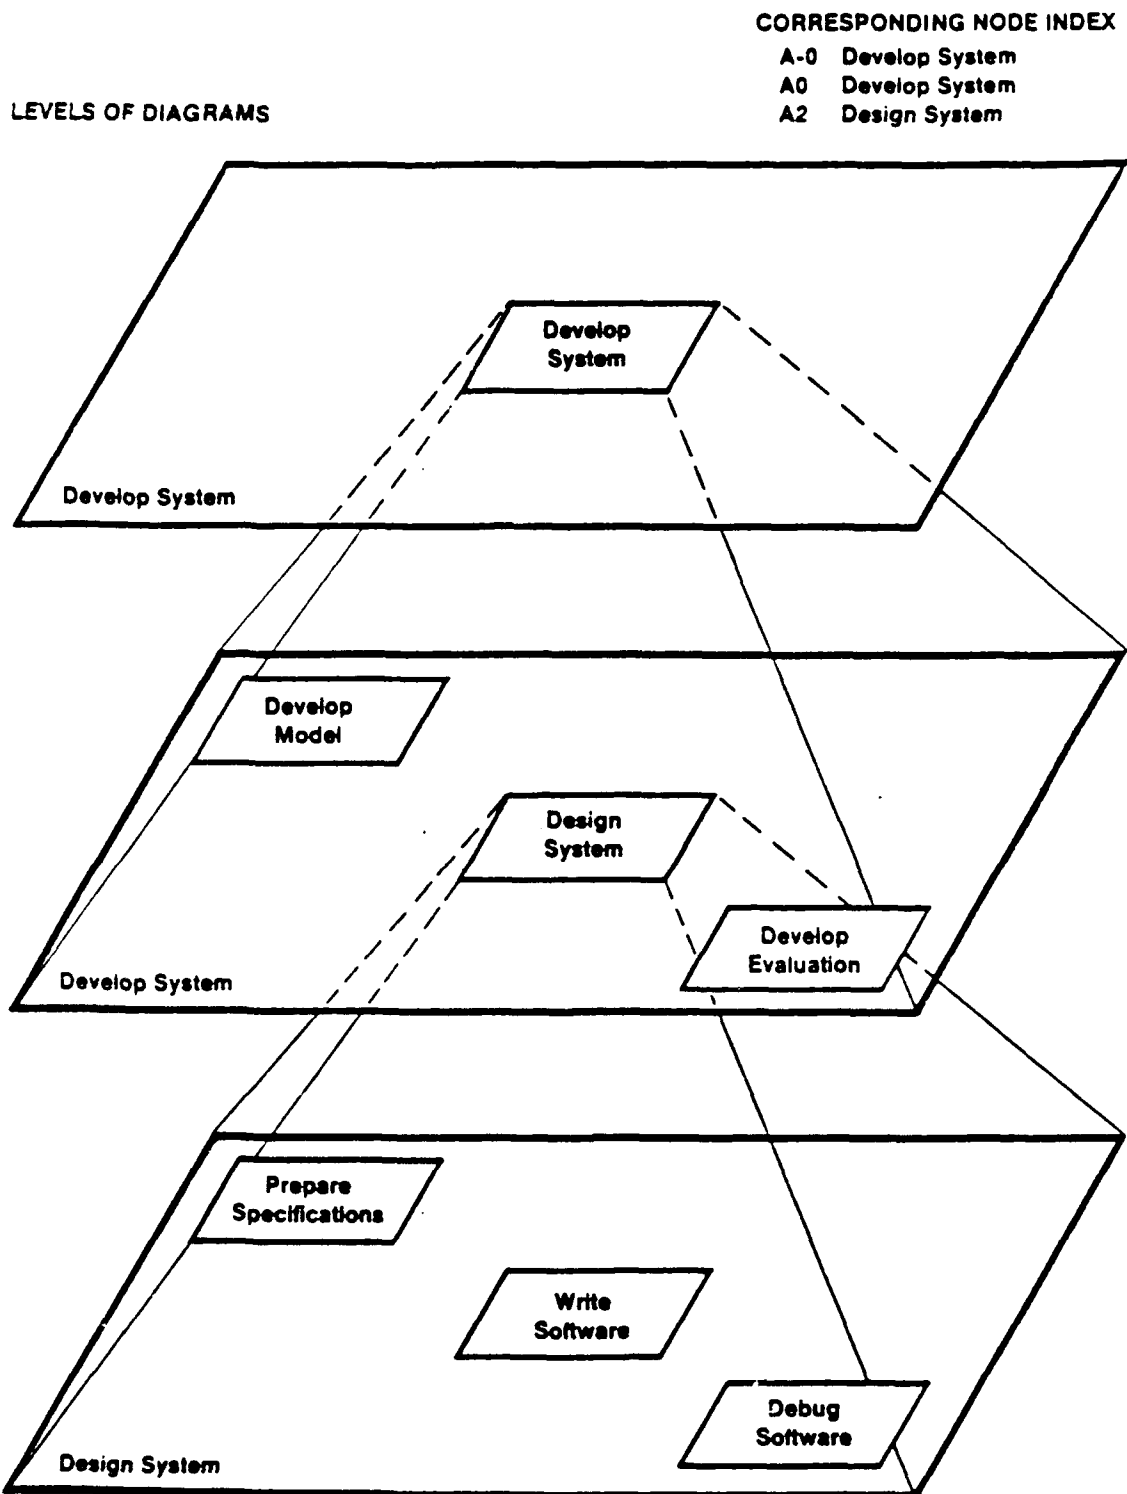 CORRESPONDING NODE INDEX
A-0 Develop System
A0 Develop System
A2 Design System
LEVELS OF DIAGRAMS
Develop
System
Develop System
Develop
Model
Design
System
Develop
Evaluation
Develop System
Prepare
Specifications
Write
Software
Debug
Software
Design System